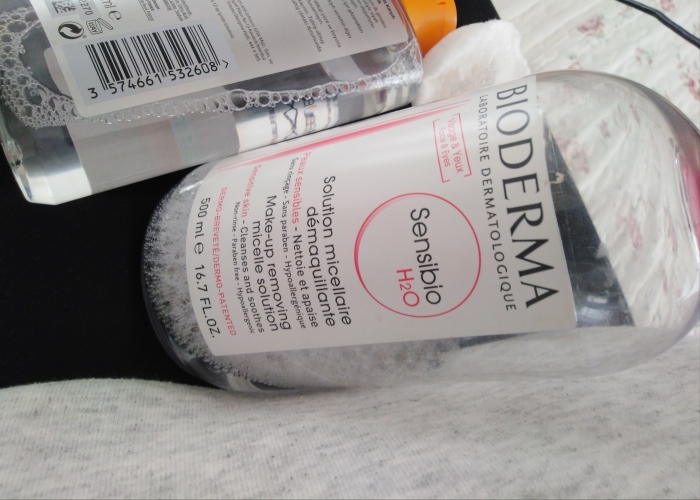 BIODERMA
LABORATOIRE DERMATOLOGIQUE
Visage & Yeux
Face & Eyes
Sensibio
H2O
Solution micellaire
démaquillante
Peaux sensibles - Nettoie et apaise
Sans rinçage - Sans paraben - Hypoallergénique
Make-up removing
micelle solution
Sensitive skin - Cleanses and soothes
Non-rinse - Paraben free - Hypoallergenic
DERMO-BREVETÉ/DERMO-PATENTED
500 ml e 16.7 FL.OZ.
3 574661 532608 >